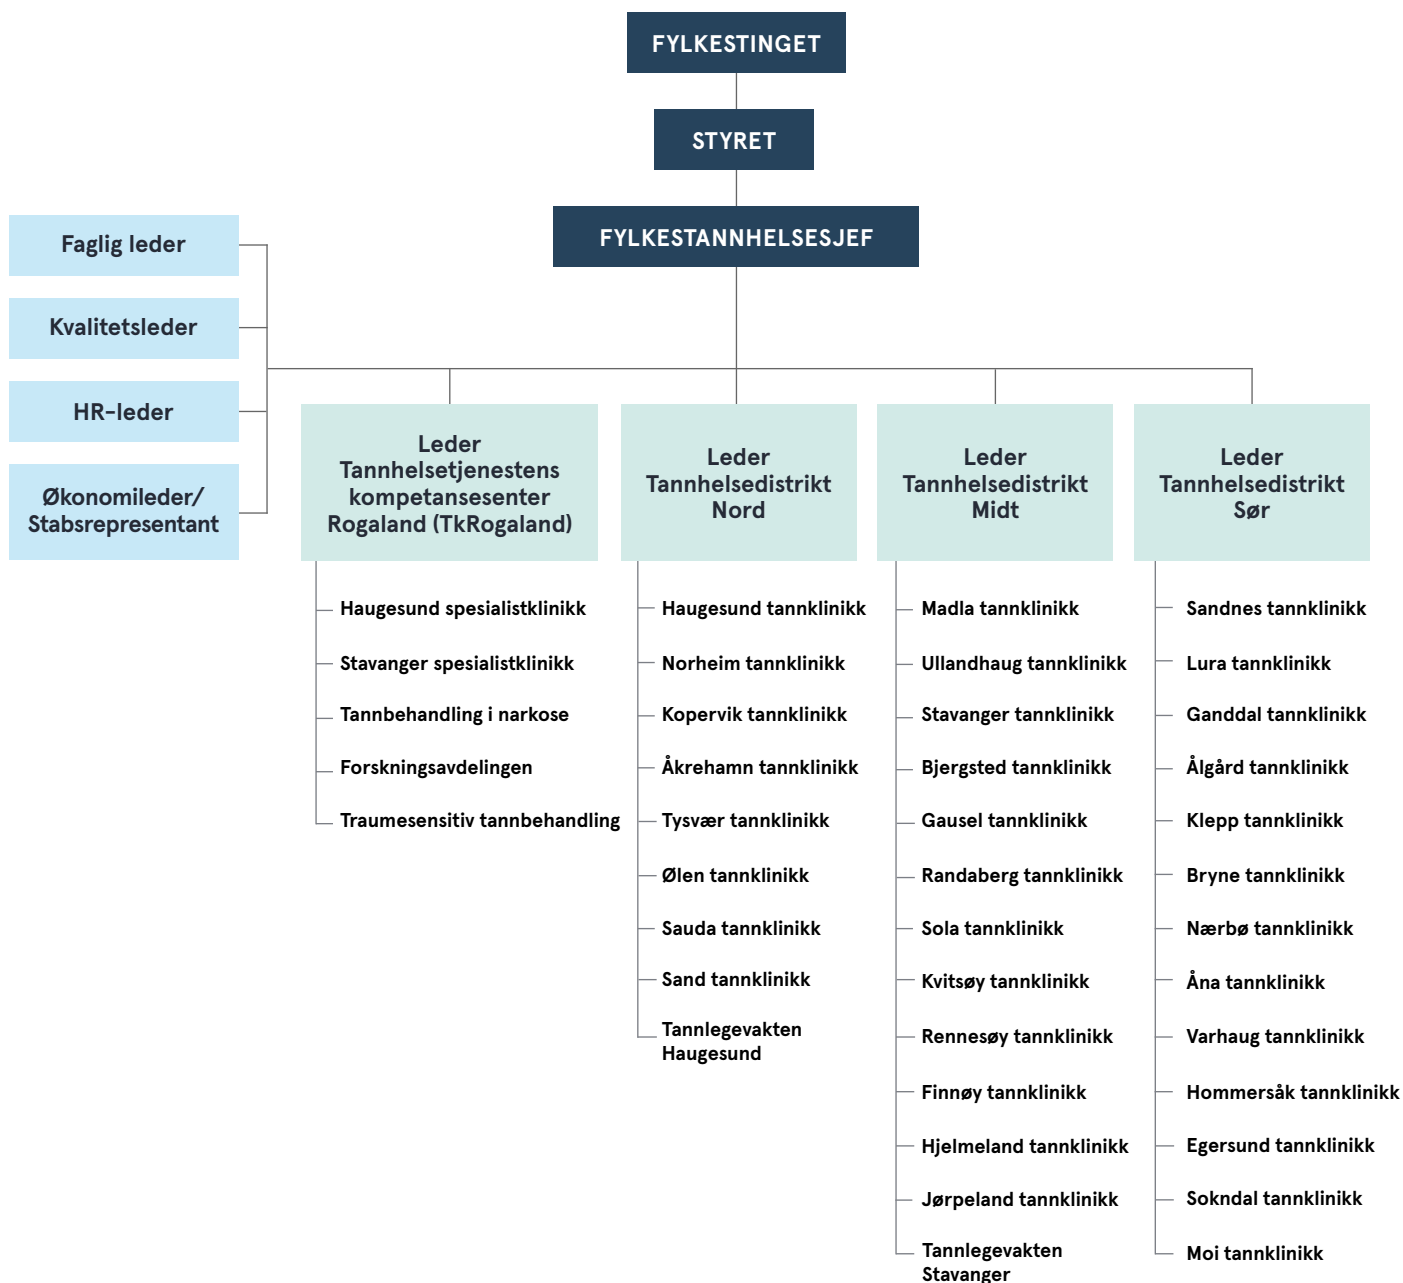 FYLKESTINGET
STYRET
FYLKESTANNHELSESJEF
Faglig leder
Kvalitetsleder
HR-leder
Økonomileder/
Stabsrepresentant
Leder
Tannhelsetjenestens
kompetansesenter
Rogaland (TkRogaland)
Haugesund spesialistklinikk
Stavanger spesialistklinikk
Tannbehandling i narkose
Forskningsavdelingen
Traumesensitiv tannbehandling
Leder
Tannhelsedistrikt
Nord
Haugesund tannklinikk
Norheim tannklinikk
Kopervik tannklinikk
Åkrehamn tannklinikk
Tysvær tannklinikk
Ølen tannklinikk
Sauda tannklinikk
Sand tannklinikk
Tannlegevakten
Haugesund
Leder
Tannhelsedistrikt
Midt
Madla tannklinikk
Ullandhaug tannklinikk
Stavanger tannklinikk
Bjergsted tannklinikk
Gausel tannklinikk
Randaberg tannklinikk
Sola tannklinikk
Kvitsøy tannklinikk
Rennesøy tannklinikk
Finnøy tannklinikk
Hjelmeland tannklinikk
Jørpeland tannklinikk
Tannlegevakten
Stavanger
Leder
Tannhelsedistrikt
Sør
Sandnes tannklinikk
Lura tannklinikk
Ganddal tannklinikk
Ålgård tannklinikk
Klepp tannklinikk
Bryne tannklinikk
Nærbø tannklinikk
Åna tannklinikk
Varhaug tannklinikk
Hommersåk tannklinikk
Egersund tannklinikk
Sokndal tannklinikk
Moi tannklinikk